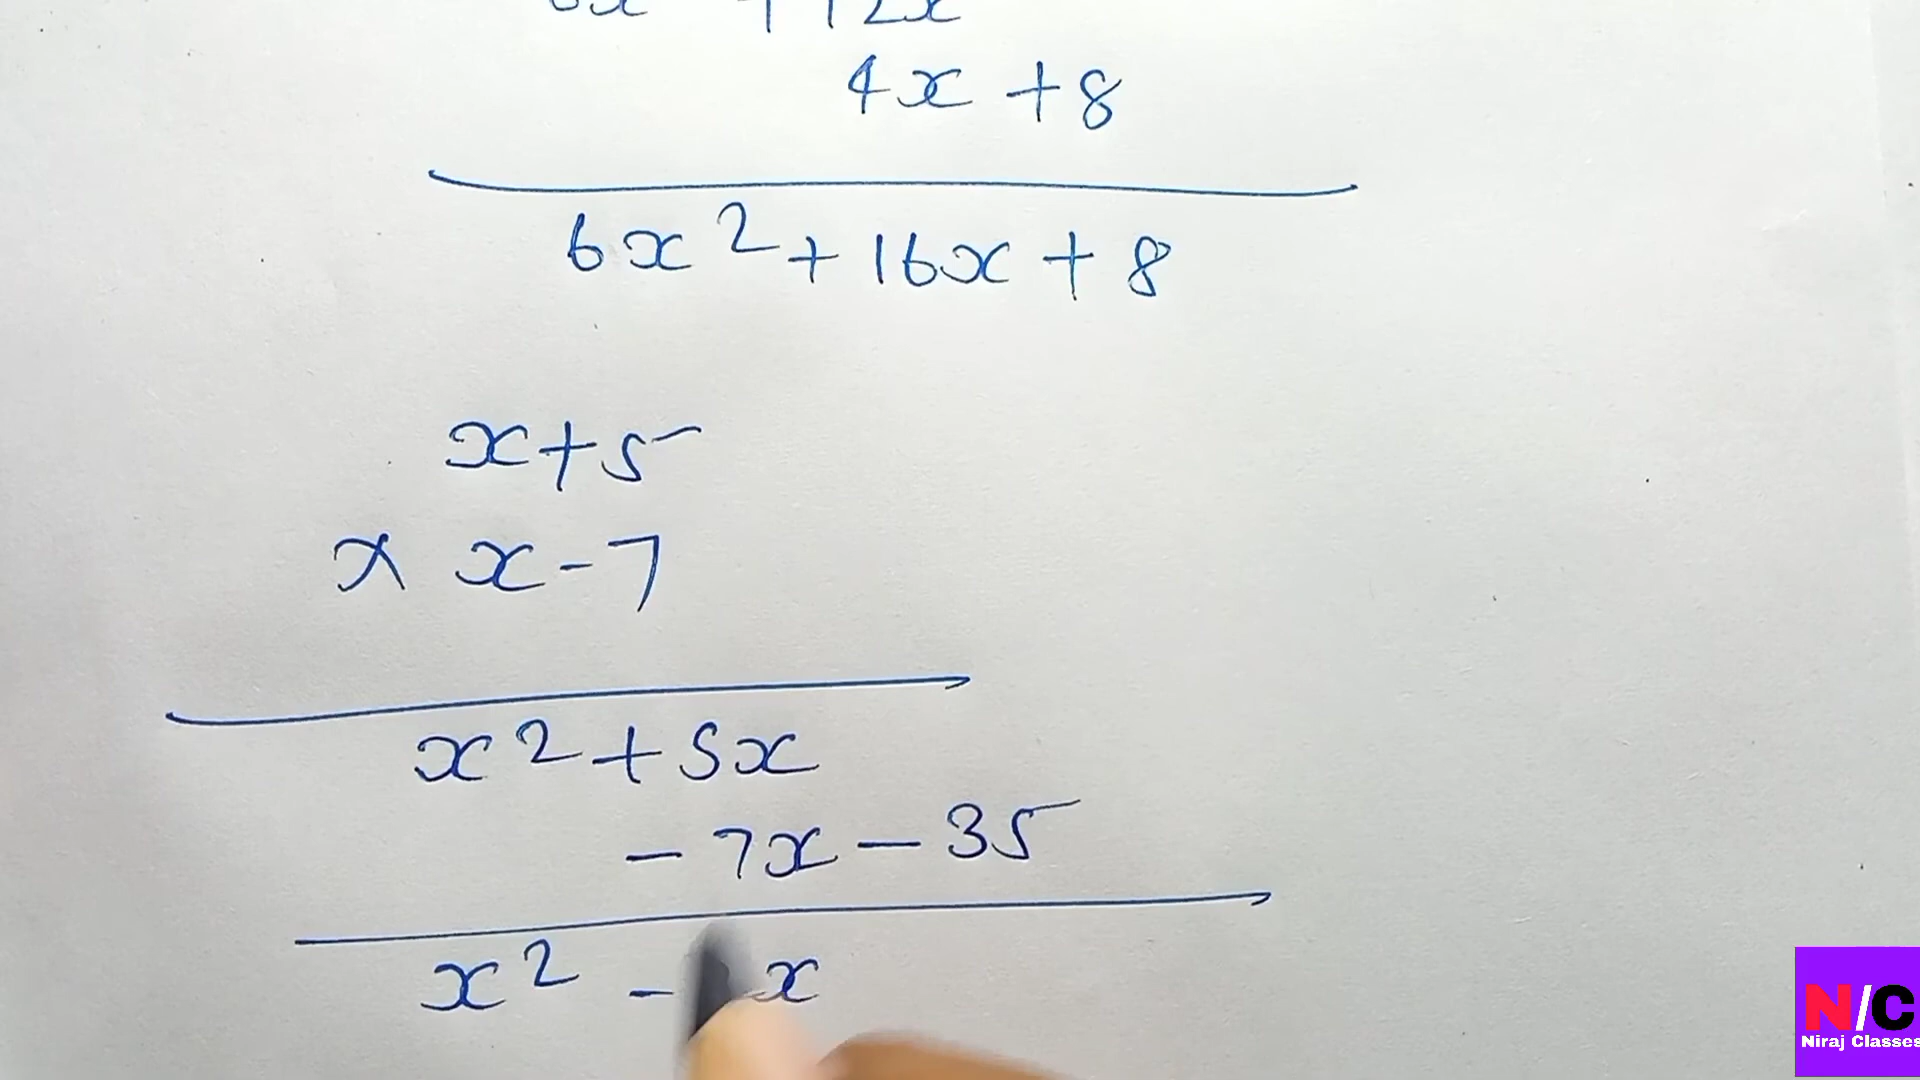 4x + 8
6x² + 16x + 8
x + 5
× x - 7
x² + 5x
- 7x - 35
x² - x
N/C
Niraj Classes